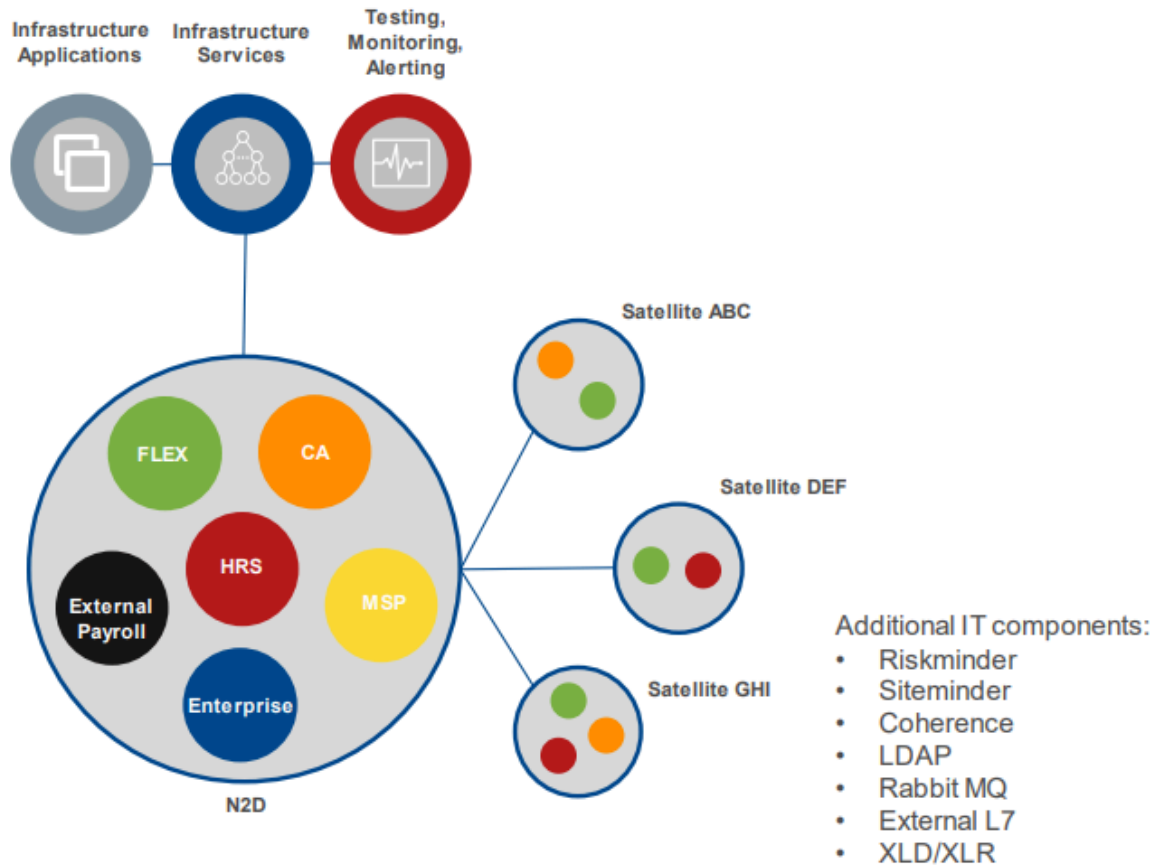 Infrastructure
Applications
Infrastructure
Services
Testing,
Monitoring,
Alerting
Satellite ABC
FLEX
CA
Satellite DEF
HRS
External
Payroll
MSP
Enterprise
Satellite GHI
N2D
Additional IT components:
• Riskminder
• Siteminder
• Coherence
• LDAP
• Rabbit MQ
• External L7
• XLD/XLR